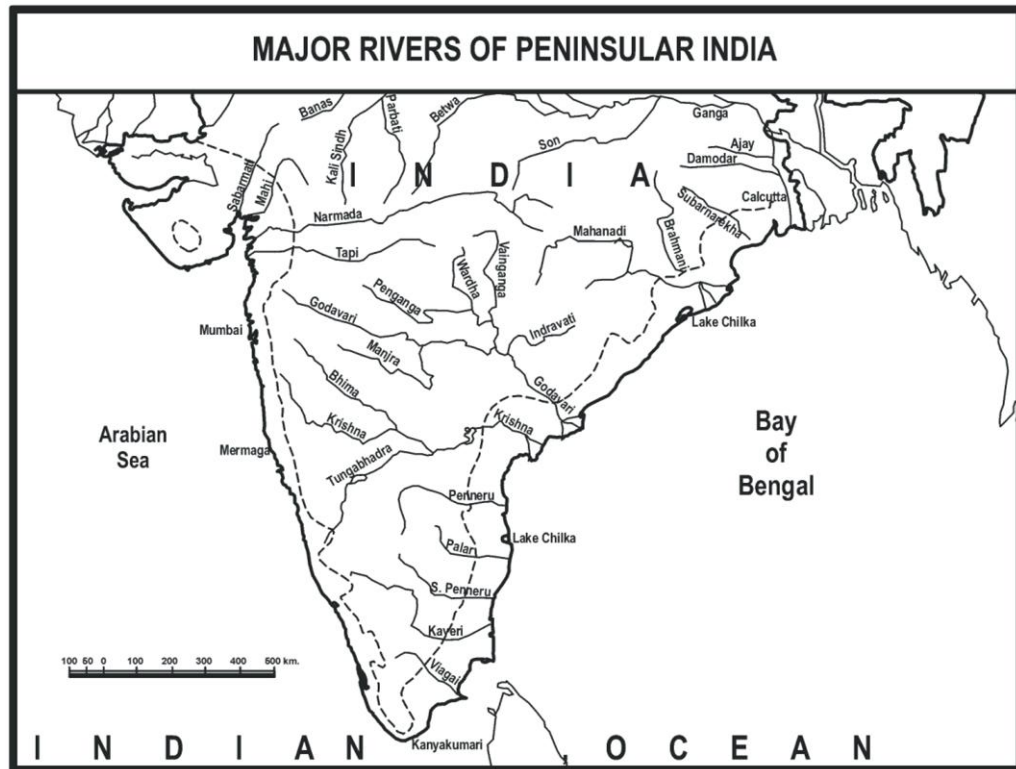 MAJOR RIVERS OF PENINSULAR INDIA
Banas
Kali Sindh
Parbati
Betwa
Son
Ganga
Ajay
Damodar
Calcutta
Subarnarekha
Brahmani
Sabarmati
Mahi
INDIA
Narmada
Tapi
Mahanadi
Wardha
Vainganga
Penganga
Godavari
Manjra
Indravati
Lake Chilka
Mumbai
Bhima
Godavari
Krishna
Krishna
Arabian
Sea
Mermaga
Tungabhadra
Bay
of
Bengal
Penneru
Lake Chilka
Palar
S. Penneru
Kaveri
Viagai
100 50 0 100 200 300 400 500 km.
Kanyakumari
INDIAN OCEAN